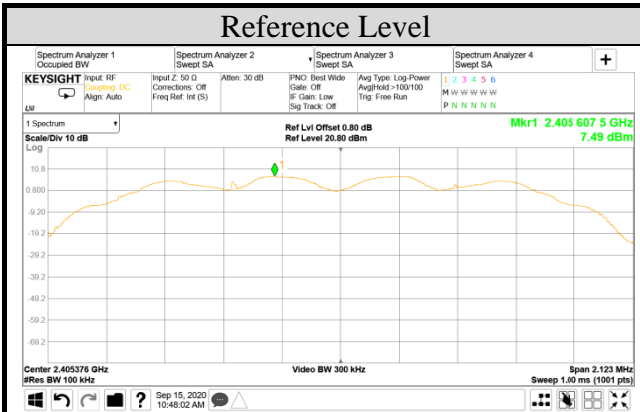 Reference Level
Spectrum Analyzer 1
Occupied BW
Spectrum Analyzer 2
Swept SA
Spectrum Analyzer 3
Swept SA
Spectrum Analyzer 4
Swept SA
+
KEYSIGHT
Input: RF
Coupling: DC
Align: Auto
Input Z: 50 Ω
Corrections: Off
Freq Ref: Int (S)
Atten: 30 dB
PNO: Best Wide
Gate: Off
IF Gain: Low
Sig Track: Off
Avg Type: Log-Power
Avg|Hold:>100/100
Trig: Free Run
1 2 3 4 5 6
M W W W W W
P N N N N N
LXI
1 Spectrum
Scale/Div 10 dB
Ref Lvl Offset 0.80 dB
Ref Level 20.80 dBm
Mkr1 2.405 607 5 GHz
7.49 dBm
Log
1
10.8
0.800
-9.20
-19.2
-29.2
-39.2
-49.2
-59.2
-69.2
Center 2.405376 GHz
#Res BW 100 kHz
Video BW 300 kHz
Span 2.123 MHz
Sweep 1.00 ms (1001 pts)
?
Sep 15, 2020
10:48:02 AM